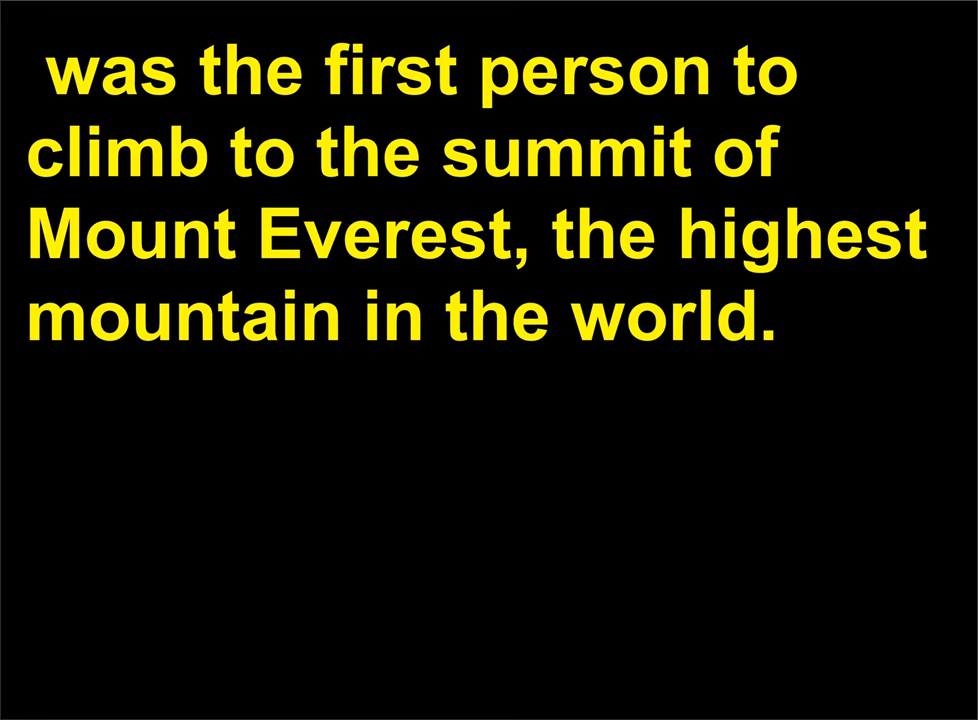 was the first person to
climb to the summit of
Mount Everest, the highest
mountain in the world.